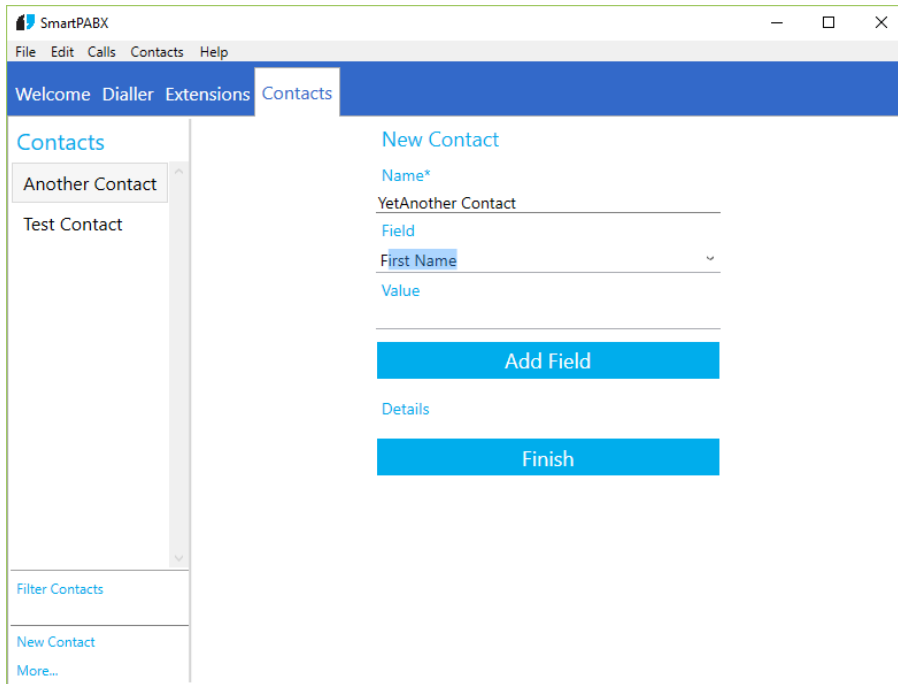 SmartPABX
File Edit Calls Contacts Help
Welcome Dialler Extensions Contacts
Contacts
Another Contact
Test Contact
Filter Contacts
New Contact
More...
New Contact
Name*
YetAnother Contact
Field
First Name
Value
Add Field
Details
Finish